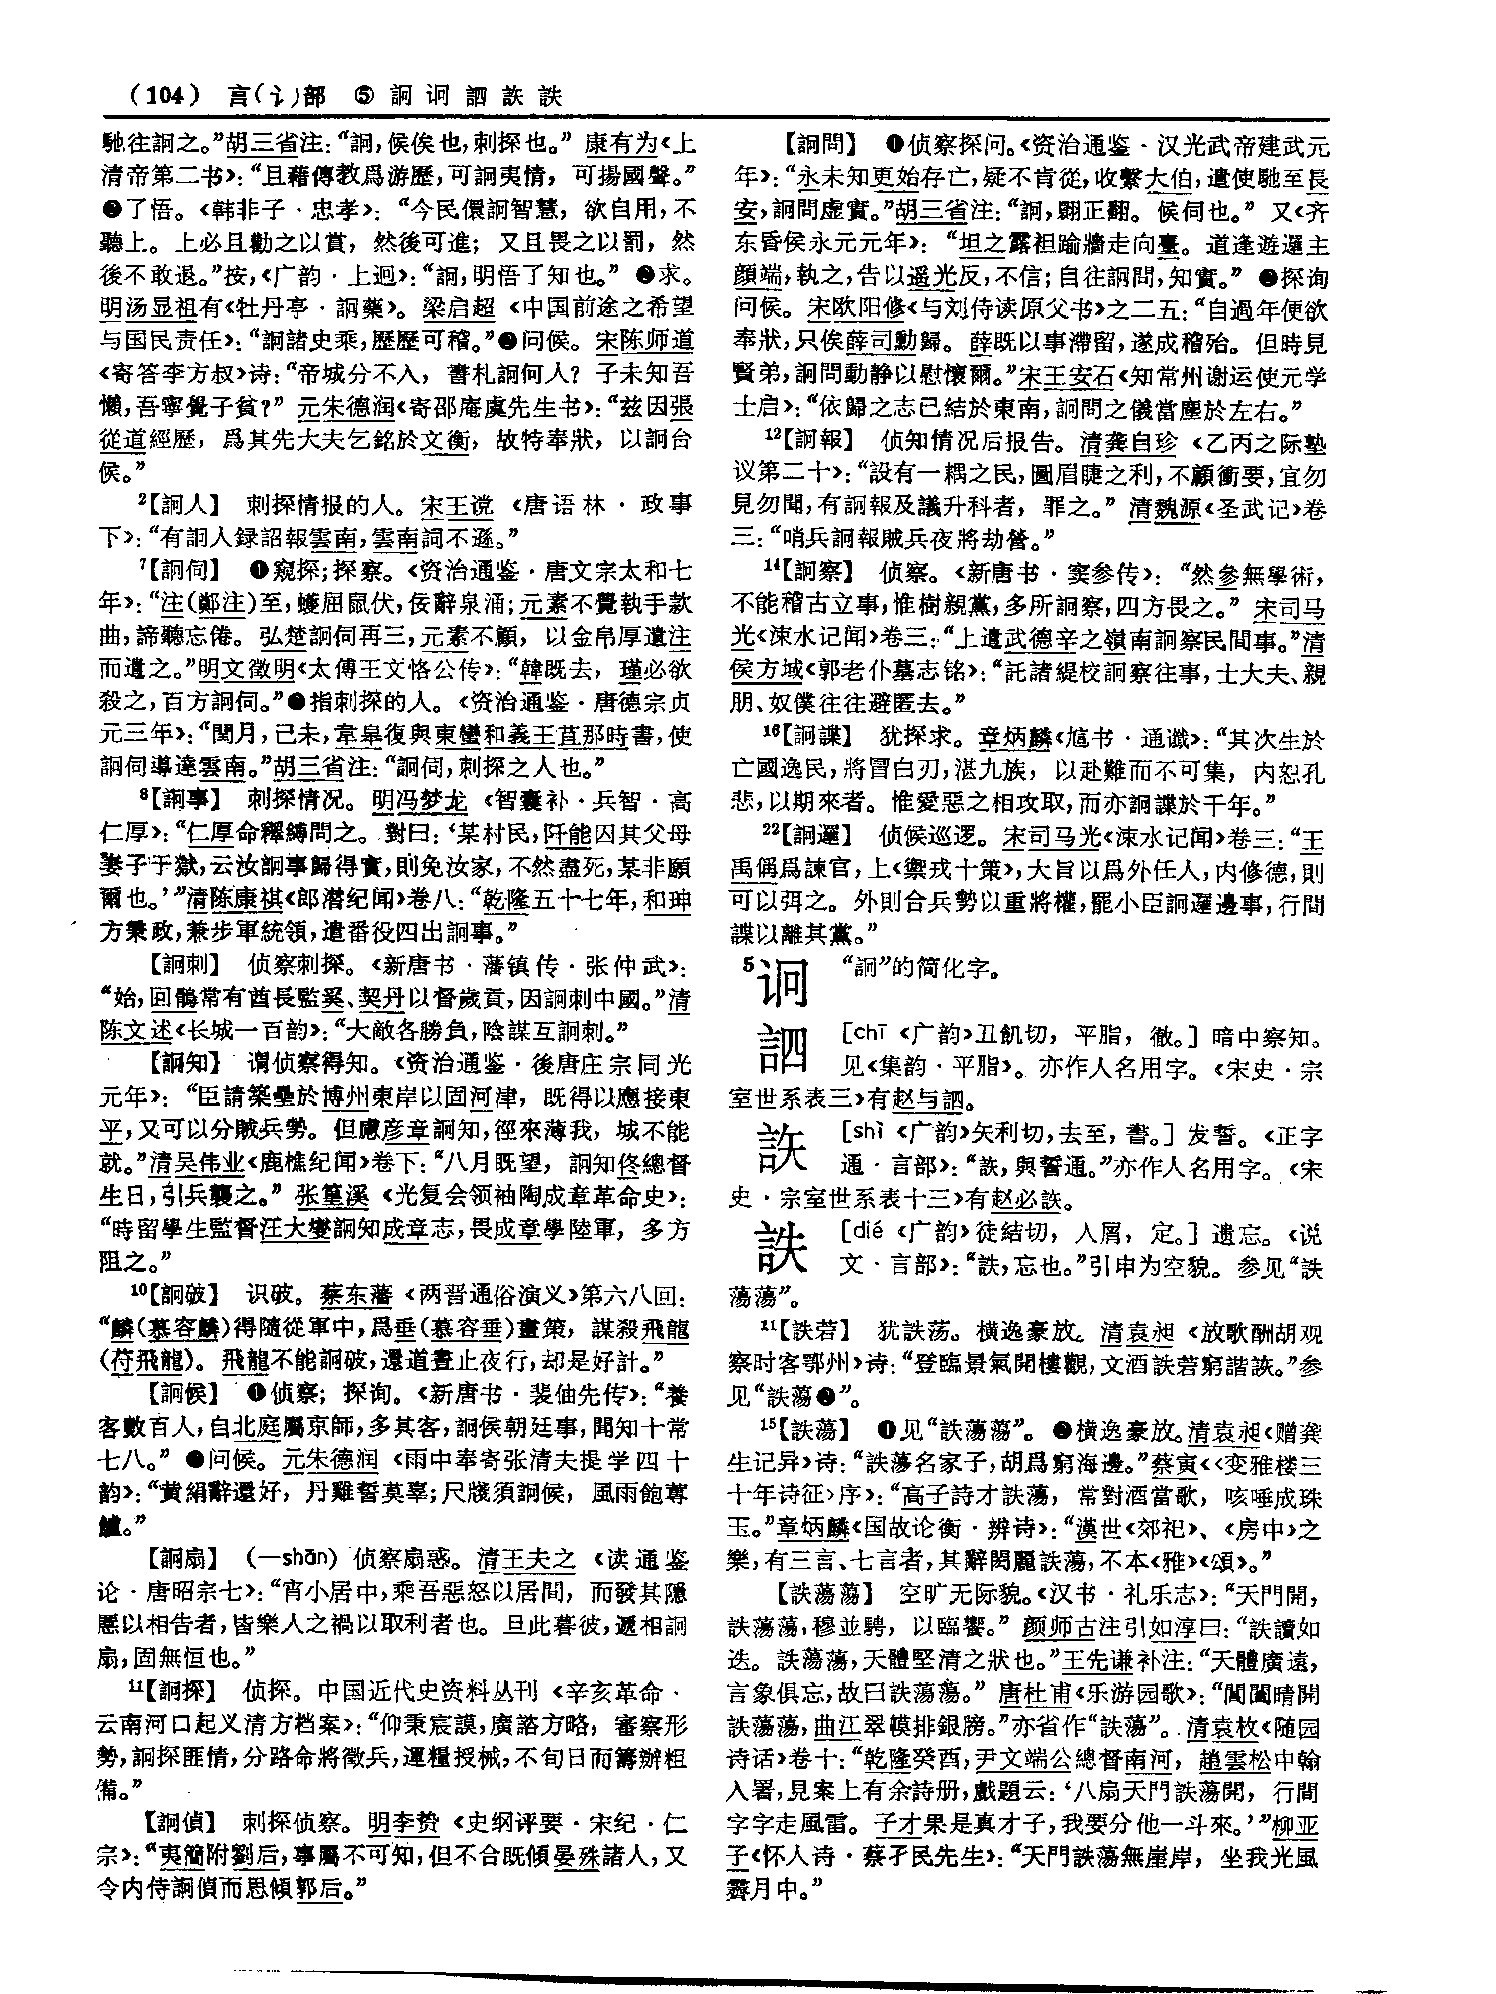 (104) 言(讠)部 ⑤ 詗诇䛋䛈詄
馳往詗之。”胡三省注：“詗，侯俟也，刺探也。” 康有为《上
清帝第二书》：“且藉傳教爲游歷，可詗夷情，可揚國聲。”
❷了悟。《韩非子·忠孝》：“今民儇詗智慧，欲自用，不
聽上。上必且勸之以賞，然後可進；又且畏之以罰，然
後不敢退。”按，《广韵·上迥》：“詗，明悟了知也。” ❸求。
明汤显祖有《牡丹亭·詗藥》。梁启超《中国前途之希望
与国民责任》：“詗諸史乘，歷歷可稽。”❹问候。宋陈师道
《寄答李方叔》诗：“帝城分不入，書札詗何人？子未知吾
懶，吾寧覺子貧？” 元朱德润《寄邵庵虞先生书》：“兹因張
從道經歷，爲其先大夫乞銘於文衡，故特奉狀，以詗台
候。”
²【詗人】 刺探情报的人。宋王谠《唐语林·政事
下》：“有詗人録詔報雲南，雲南詞不遜。”
⁷【詗伺】 ❶窥探；探察。《资治通鉴·唐文宗太和七
年》：“注(鄭注)至，蠖屈鼠伏，佞辭泉涌；元素不覺執手款
曲，諦聽忘倦。弘楚詗伺再三，元素不顧，以金帛厚遺注
而遣之。”明文徵明《太傅王文恪公传》：“韓既去，瑾必欲
殺之，百方詗伺。”❷指刺探的人。《资治通鉴·唐德宗贞
元三年》：“閏月，己未，韋皋復與東蠻和義王苴那時書，使
詗伺導達雲南。”胡三省注：“詗伺，刺探之人也。”
⁸【詗事】 刺探情况。明冯梦龙《智囊补·兵智·高
仁厚》：“仁厚命釋縛問之。對曰：‘某村民，阡能囚其父母
妻子于獄，云汝詗事歸得實，則免汝家，不然盡死，某非願
爾也。’”清陈康祺《郎潜纪闻》卷八：“乾隆五十七年，和珅
方秉政，兼步軍統領，遣番役四出詗事。”
【詗刺】 侦察刺探。《新唐书·藩镇传·张仲武》：
“始，回鶻常有酋長監奚、契丹以督歲貢，因詗刺中國。”清
陈文述《长城一百韵》：“大敵各勝負，陰謀互詗刺。”
【詗知】 谓侦察得知。《资治通鉴·後唐庄宗同光
元年》：“臣請築壘於博州東岸以固河津，既得以應接東
平，又可以分賊兵勢。但慮彦章詗知，徑來薄我，城不能
就。”清吴伟业《鹿樵纪闻》卷下：“八月既望，詗知佟總督
生日，引兵襲之。” 张篁溪《光复会领袖陶成章革命史》：
“時留學生監督汪大燮詗知成章志，畏成章學陸軍，多方
阻之。”
¹⁰【詗破】 识破。蔡东藩《两晋通俗演义》第六八回：
“麟(慕容麟)得隨從軍中，爲垂(慕容垂)畫策，謀殺飛龍
(苻飛龍)。飛龍不能詗破，還道晝止夜行，却是好計。”
【詗候】 ❶侦察；探询。《新唐书·裴伷先传》：“養
客數百人，自北庭屬京師，多其客，詗侯朝廷事，聞知十常
七八。” ❷问候。元朱德润《雨中奉寄张清夫提学四十
韵》：“黄絹辭還好，丹雞誓莫辜；尺牋須詗候，風雨飽蓴
鱸。”
【詗扇】 (—shān) 侦察扇惑。清王夫之《读通鉴
论·唐昭宗七》：“宵小居中，乘吾惡怒以居間，而發其隱
慝以相告者，皆樂人之禍以取利者也。旦此暮彼，遞相詗
扇，固無恒也。”
¹¹【詗探】 侦探。中国近代史资料丛刊《辛亥革命·
云南河口起义清方档案》：“仰秉宸謨，廣諮方略，審察形
勢，詗探匪情，分路命將徵兵，運糧授械，不旬日而籌辦粗
備。”
【詗偵】 刺探侦察。明李贽《史纲评要·宋纪·仁
宗》：“夷簡附劉后，事屬不可知，但不合既傾晏殊諸人，又
令内侍詗偵而思傾郭后。”
【詗問】 ❶侦察探问。《资治通鉴·汉光武帝建武元
年》：“永未知更始存亡，疑不肯從，收繫大伯，遣使馳至長
安，詗問虛實。”胡三省注：“詗，翾正翻。候伺也。” 又《齐
东昏侯永元元年》：“坦之露袒踰牆走向臺。道逢遊邏主
顔端，執之，告以遥光反，不信；自往詗問，知實。” ❷探询
问候。宋欧阳修《与刘侍读原父书》之二五：“自過年便欲
奉狀，只俟薛司勳歸。薛既以事滯留，遂成稽殆。但時見
賢弟，詗問動静以慰懷爾。”宋王安石《知常州谢运使元学
士启》：“依歸之志已結於東南，詗問之儀當塵於左右。”
¹²【詗報】 侦知情况后报告。清龚自珍《乙丙之际塾
议第二十》：“設有一耦之民，圖眉睫之利，不顧衝要，宜勿
見勿聞，有詗報及議升科者，罪之。” 清魏源《圣武记》卷
三：“哨兵詗報賊兵夜將劫營。”
¹⁴【詗察】 侦察。《新唐书·窦参传》：“然參無學術，
不能稽古立事，惟樹親黨，多所詗察，四方畏之。” 宋司马
光《涑水记闻》卷三：“上遣武德卒之嶺南詗察民間事。”清
侯方域《郭老仆墓志铭》：“託諸緹校詗察往事，士大夫、親
朋、奴僕往往避匿去。”
¹⁶【詗諜】 犹探求。章炳麟《訄书·通谶》：“其次生於
亡國逸民，將冒白刃，湛九族，以赴難而不可集，内恕孔
悲，以期來者。惟愛惡之相攻取，而亦詗諜於千年。”
²²【詗邏】 侦候巡逻。宋司马光《涑水记闻》卷三：“王
禹偁爲諫官，上《禦戎十策》，大旨以爲外任人，内修德，則
可以弭之。外則合兵勢以重將權，罷小臣詗邏邊事，行間
諜以離其黨。”
⁵诇 “詗”的简化字。
䛋 [chī 《广韵》丑飢切，平脂，徹。] 暗中察知。
见《集韵·平脂》。亦作人名用字。《宋史·宗
室世系表三》有赵与䛋。
䛈 [shì 《广韵》矢利切，去至，書。] 发誓。《正字
通·言部》：“䛈，與誓通。”亦作人名用字。《宋
史·宗室世系表十三》有赵必䛈。
詄 [dié 《广韵》徒結切，入屑，定。] 遗忘。《说
文·言部》：“詄，忘也。”引申为空貌。参见“詄
蕩蕩”。
¹¹【詄宕】 犹詄荡。横逸豪放。清袁昶《放歌酬胡观
察时客鄂州》诗：“登臨景氣開樓觀，文酒詄宕窮諧詼。”参
见“詄蕩❷”。
¹⁵【詄蕩】 ❶见“詄蕩蕩”。 ❷横逸豪放。清袁昶《赠龚
生记异》诗：“詄蕩名家子，胡爲窮海邊。”蔡寅《〈变雅楼三
十年诗征〉序》：“高子詩才詄蕩，常對酒當歌，咳唾成珠
玉。”章炳麟《国故论衡·辨诗》：“漢世《郊祀》、《房中》之
樂，有三言、七言者，其辭閎麗詄蕩，不本《雅》《頌》。”
【詄蕩蕩】 空旷无际貌。《汉书·礼乐志》：“天門開，
詄蕩蕩，穆並騁，以臨饗。” 颜师古注引如淳曰：“詄讀如
迭。詄蕩蕩，天體堅清之狀也。”王先谦补注：“天體廣遠，
言象俱忘，故曰詄蕩蕩。” 唐杜甫《乐游园歌》：“閶闔晴開
詄蕩蕩，曲江翠幙排銀牓。”亦省作“詄蕩”。清袁枚《随园
诗话》卷十：“乾隆癸酉，尹文端公總督南河，趙雲松中翰
入署，見案上有余詩册，戲題云：‘八扇天門詄蕩開，行間
字字走風雷。子才果是真才子，我要分他一斗來。’”柳亚
子《怀人诗·蔡孑民先生》：“天門詄蕩無崖岸，坐我光風
霽月中。”